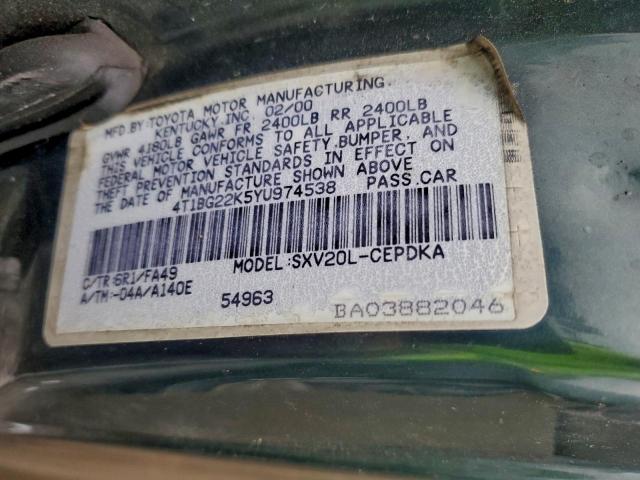 MFD.BY:TOYOTA MOTOR MANUFACTURING.
KENTUCKY,INC. 02/00
GVWR 4180LB GAWR FR 2400LB RR 2400LB
THIS VEHICLE CONFORMS TO ALL APPLICABLE
FEDERAL MOTOR VEHICLE SAFETY,BUMPER, AND
THEFT PREVENTION STANDARDS IN EFFECT ON
THE DATE OF MANUFACTURE SHOWN ABOVE
4T1BG22K5YU974538 PASS.CAR
C/TR:6R1/FA49 MODEL:SXV20L-CEPDKA
A/TM:-04A/A140E 54963
BA03882046